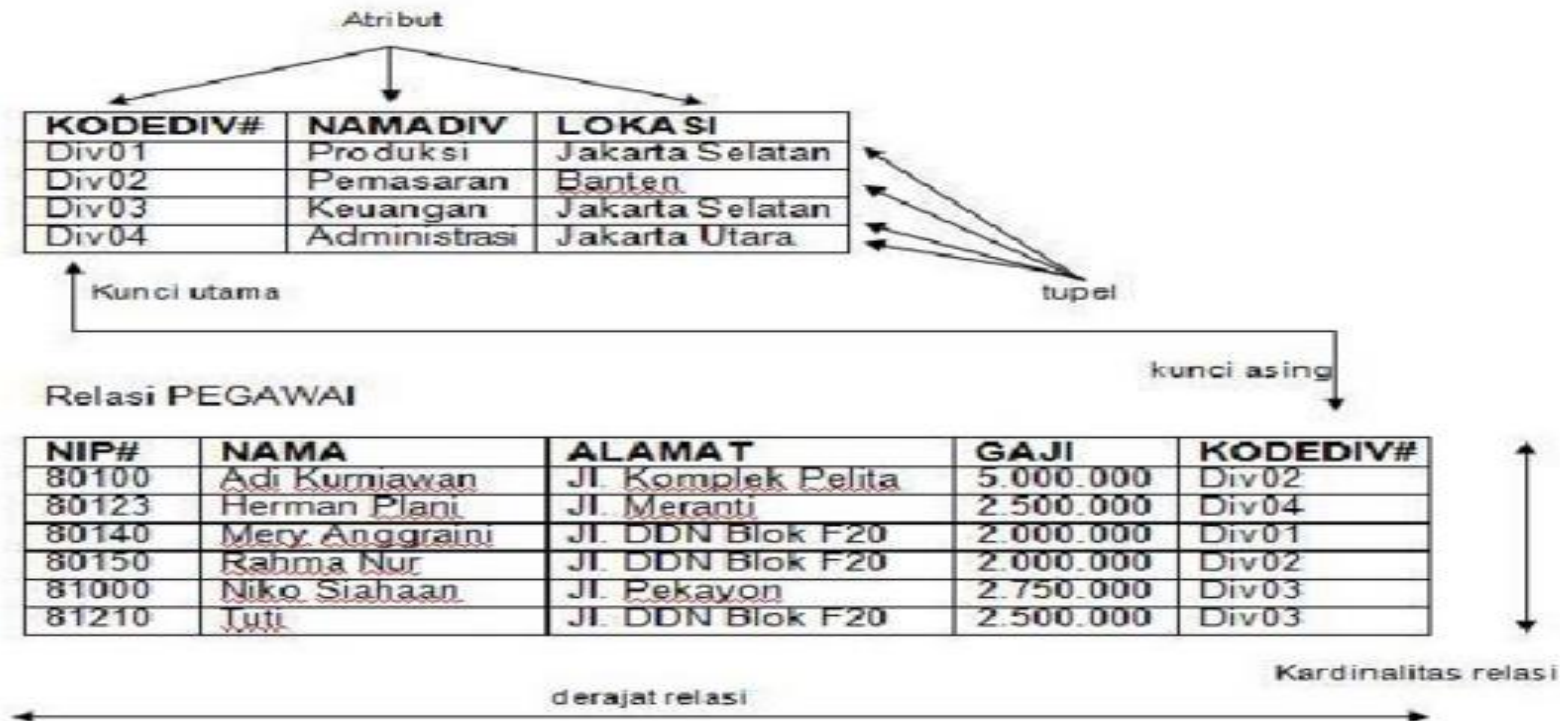 Atribut
KODEDIV# NAMADIV LOKASI
Div01 Produksi Jakarta Selatan
Div02 Pemasaran Banten
Div03 Keuangan Jakarta Selatan
Div04 Administrasi Jakarta Utara
Kunci utama
tupel
kunci asing
Relasi PEGAWAI
NIP# NAMA ALAMAT GAJI KODEDIV#
80100 Adi Kurniawan Jl. Komplek Pelita 5.000.000 Div02
80123 Herman Plani Jl. Meranti 2.500.000 Div04
80140 Mery Anggraini Jl. DDN Blok F20 2.000.000 Div01
80150 Rahma Nur Jl. DDN Blok F20 2.000.000 Div02
81000 Niko Siahaan Jl. Pekayon 2.750.000 Div03
81210 Tuti Jl. DDN Blok F20 2.500.000 Div03
Kardinalitas relasi
derajat relasi